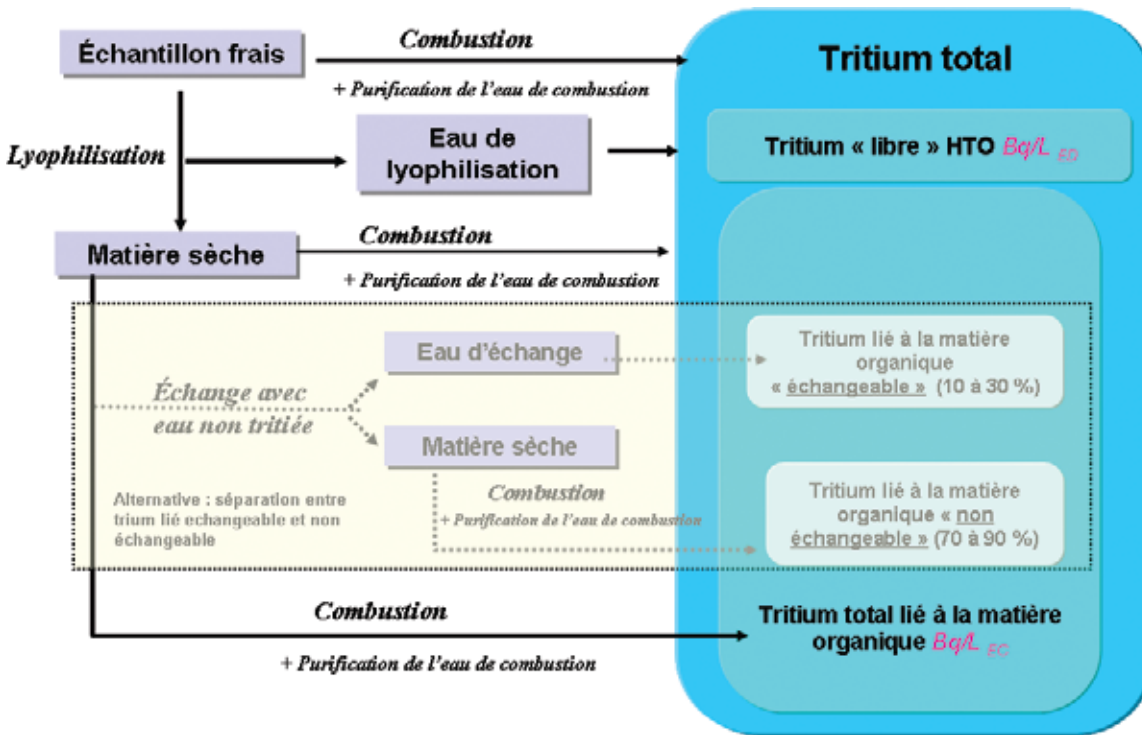 Échantillon frais
Combustion
+ Purification de l'eau de combustion
Tritium total
Lyophilisation
Eau de
lyophilisation
Tritium « libre » HTO Bq/L ED
Matière sèche
Combustion
+ Purification de l'eau de combustion
Eau d'échange
Tritium lié à la matière
organique
« échangeable » (10 à 30 %)
Échange avec
eau non tritiée
Matière sèche
Combustion
+ Purification de l'eau de combustion
Tritium lié à la matière
organique « non
échangeable » (70 à 90 %)
Alternative : séparation entre
trium lié echangeable et non
échangeable
Combustion
+ Purification de l'eau de combustion
Tritium total lié à la matière
organique Bq/L EC